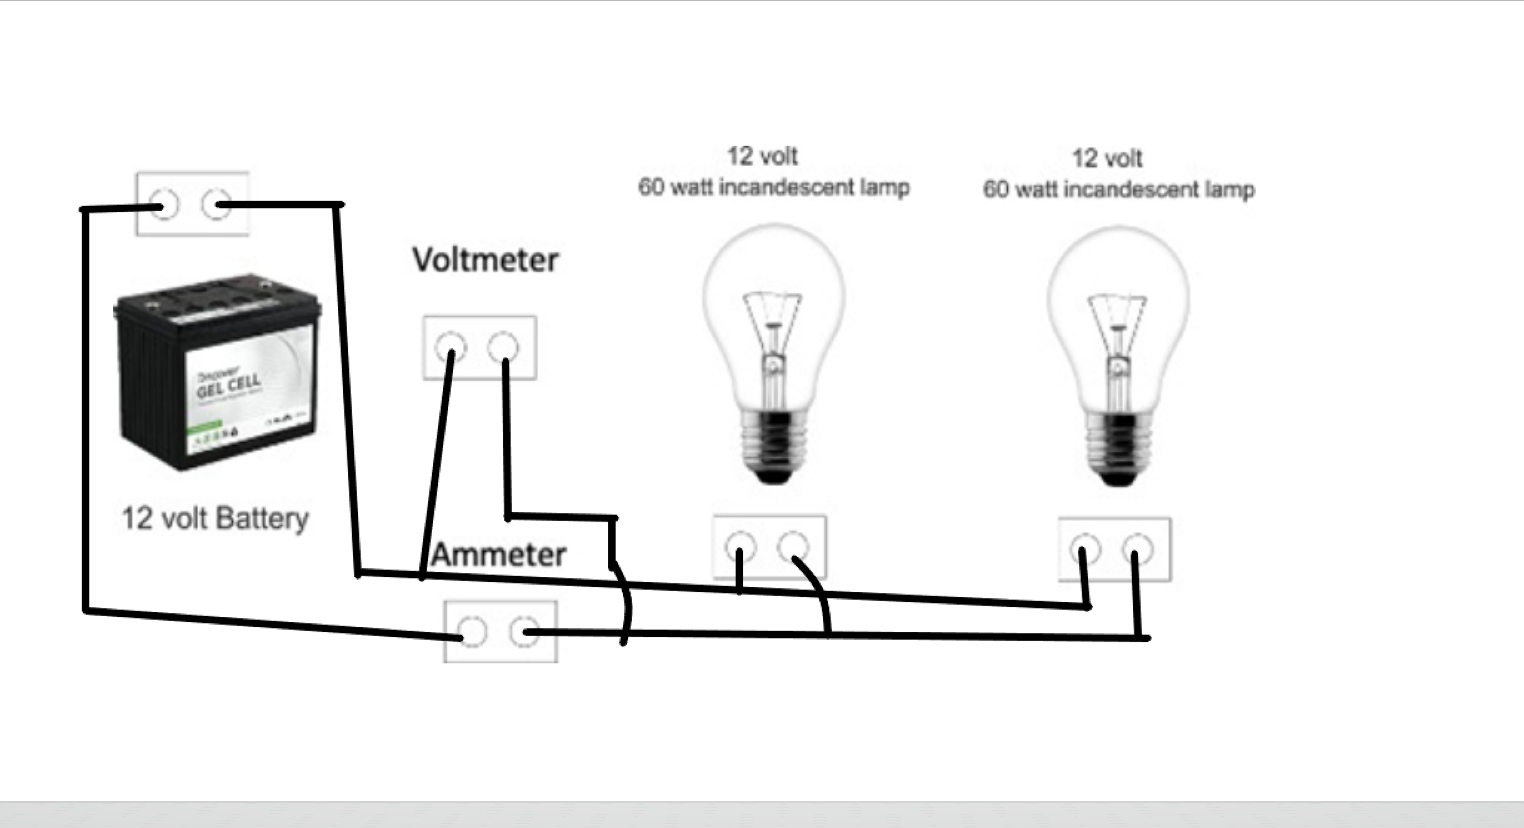 12 volt
60 watt incandescent lamp
12 volt
60 watt incandescent lamp
Voltmeter
GEL CELL
12 volt Battery
Ammeter